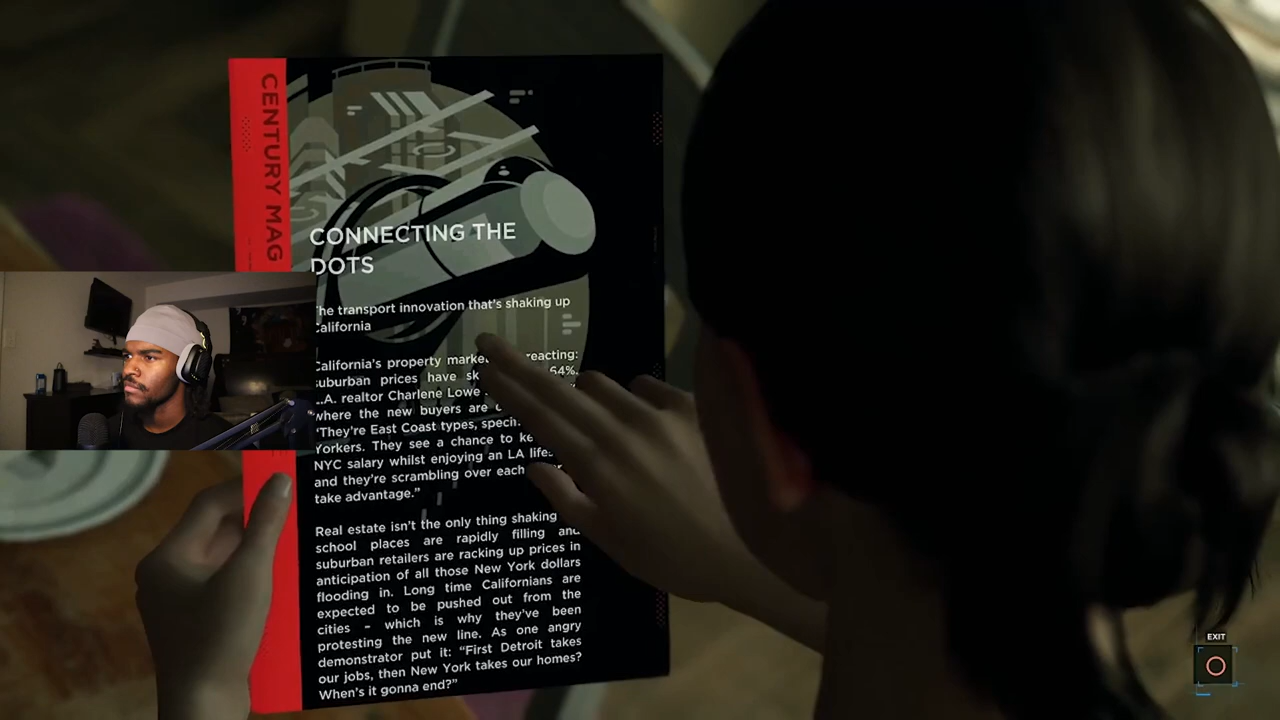 CENTURY MAG
CONNECTING THE
DOTS
The transport innovation that's shaking up
California
California's property market reacting:
suburban prices have 64%.
L.A. realtor Charlene Lowe
where the new buyers are
"They're East Coast types,
Yorkers. They see a chance to
NYC salary whilst enjoying an LA
and they're scrambling over each
take advantage."
Real estate isn't the only thing shaking
school places are rapidly filling and
suburban retailers are racking up prices in
anticipation of all those New York dollars
flooding in. Long time Californians are
expected to be pushed out from the
cities – which is why they've been
protesting the new line. As one angry
demonstrator put it: "First Detroit takes
our jobs, then New York takes our homes?
When's it gonna end?"
EXIT